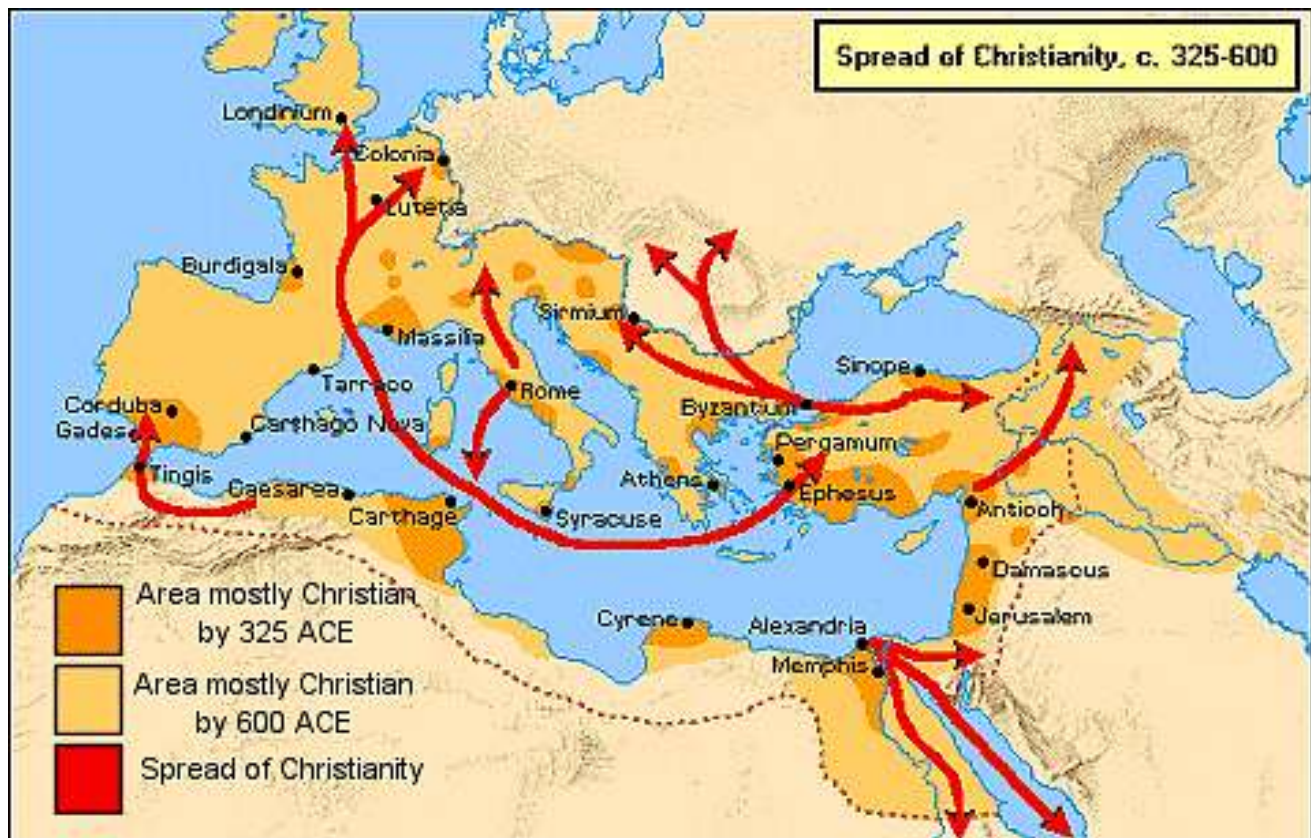 Spread of Christianity, c. 325-600
Londinium
Colonia
Lutetia
Burdigala
Sirmium
Massilia
Sinope
Tarraco
Rome
Byzantium
Corduba
Gades
Carthago Nova
Pergamum
Tingis
Athens
Ephesus
Caesarea
Carthage
Syracuse
Antiooh
Damascus
Area mostly Christian
by 325 ACE
Cyrene
Alexandria
Jerusalem
Memphis
Area mostly Christian
by 600 ACE
Spread of Christianity